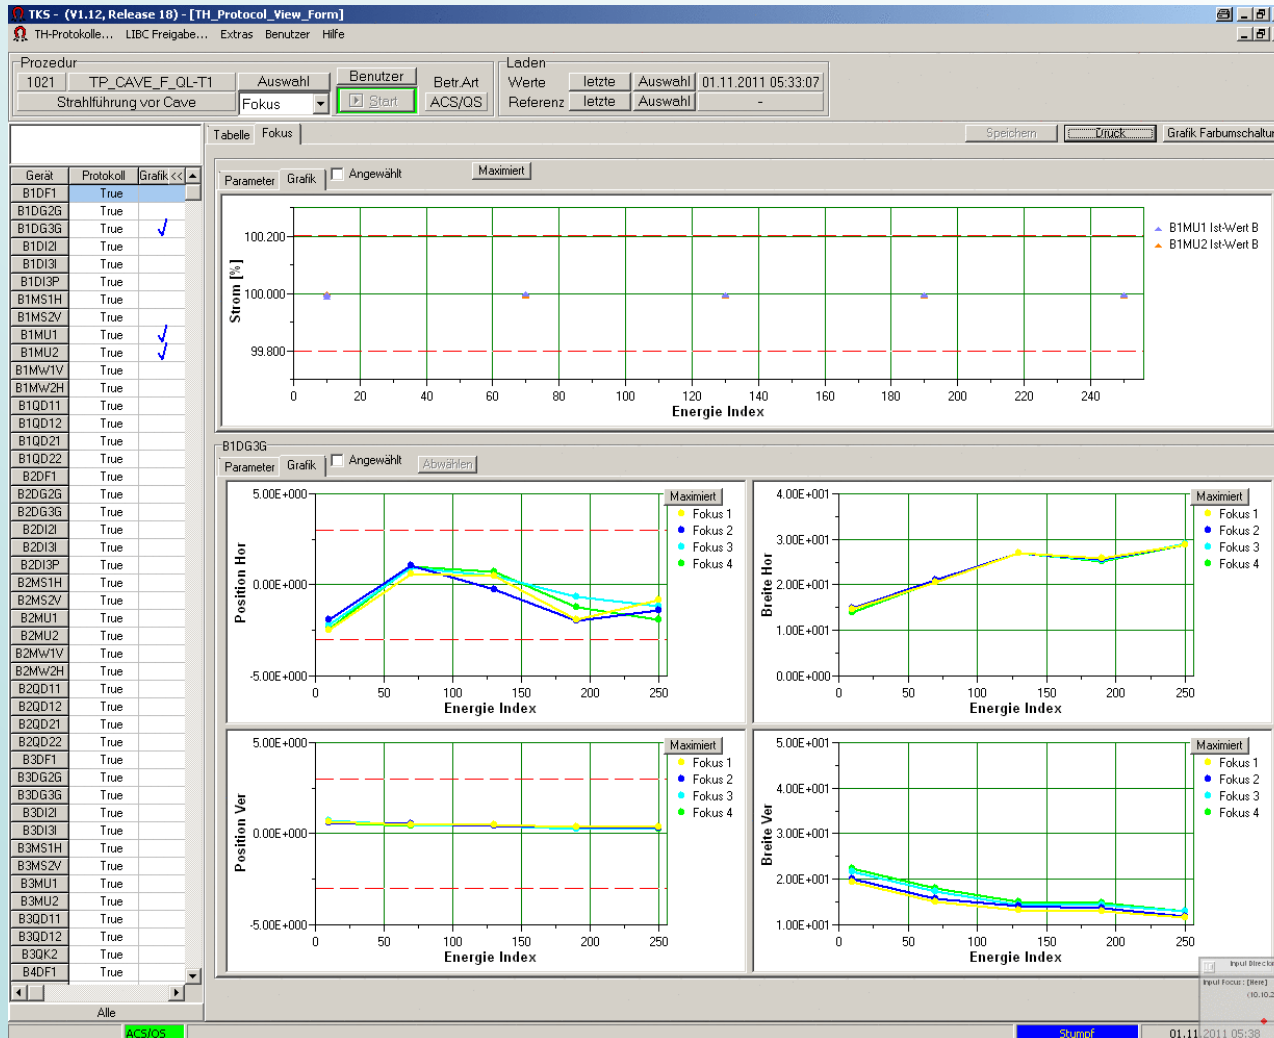 TKS - (V1.12, Release 18) - [TH_Protocol_View_Form]
TH-Protokolle... LIBC Freigabe... Extras Benutzer Hilfe
Prozedur
1021 TP_CAVE_F_QL-T1 Auswahl Benutzer Betr.Art
Strahlführung vor Cave Fokus Start ACS/QS
Laden
Werte letzte Auswahl 01.11.2011 05:33:07
Referenz letzte Auswahl -
Tabelle Fokus Speichern Druck Grafik Farbumschaltun
Gerät Protokoll Grafik <<
B1DF1 True
B1DG2G True
B1DG3G True
B1DI2I True
B1DI3I True
B1DI3P True
B1MS1H True
B1MS2V True
B1MU1 True
B1MU2 True
B1MW1V True
B1MW2H True
B1QD11 True
B1QD12 True
B1QD21 True
B1QD22 True
B2DF1 True
B2DG2G True
B2DG3G True
B2DI2I True
B2DI3I True
B2DI3P True
B2MS1H True
B2MS2V True
B2MU1 True
B2MU2 True
B2MW1V True
B2MW2H True
B2QD11 True
B2QD12 True
B2QD21 True
B2QD22 True
B3DF1 True
B3DG2G True
B3DG3G True
B3DI2I True
B3DI3I True
B3MS1H True
B3MS2V True
B3MU1 True
B3MU2 True
B3QD11 True
B3QD12 True
B3QK2 True
B4DF1 True
Alle
Parameter Grafik Angewählt Maximiert
Strom [%]
100.200
100.000
99.800
0 20 40 60 80 100 120 140 160 180 200 220 240
Energie Index
B1MU1 Ist-Wert B
B1MU2 Ist-Wert B
B1DG3G
Parameter Grafik Angewählt Abwählen
Position Hor
5.00E+000
0.00E+000
-5.00E+000
0 50 100 150 200 250
Energie Index
Maximiert
Fokus 1
Fokus 2
Fokus 3
Fokus 4
Breite Hor
4.00E+001
3.00E+001
2.00E+001
1.00E+001
0.00E+000
0 50 100 150 200 250
Energie Index
Maximiert
Fokus 1
Fokus 2
Fokus 3
Fokus 4
Position Ver
5.00E+000
0.00E+000
-5.00E+000
0 50 100 150 200 250
Energie Index
Maximiert
Fokus 1
Fokus 2
Fokus 3
Fokus 4
Breite Ver
5.00E+001
4.00E+001
3.00E+001
2.00E+001
1.00E+001
0 50 100 150 200 250
Energie Index
Maximiert
Fokus 1
Fokus 2
Fokus 3
Fokus 4
Input Director
Input Focus : [Here]
(10.10.2
ACS/QS Stumpf 01.11.2011 05:38